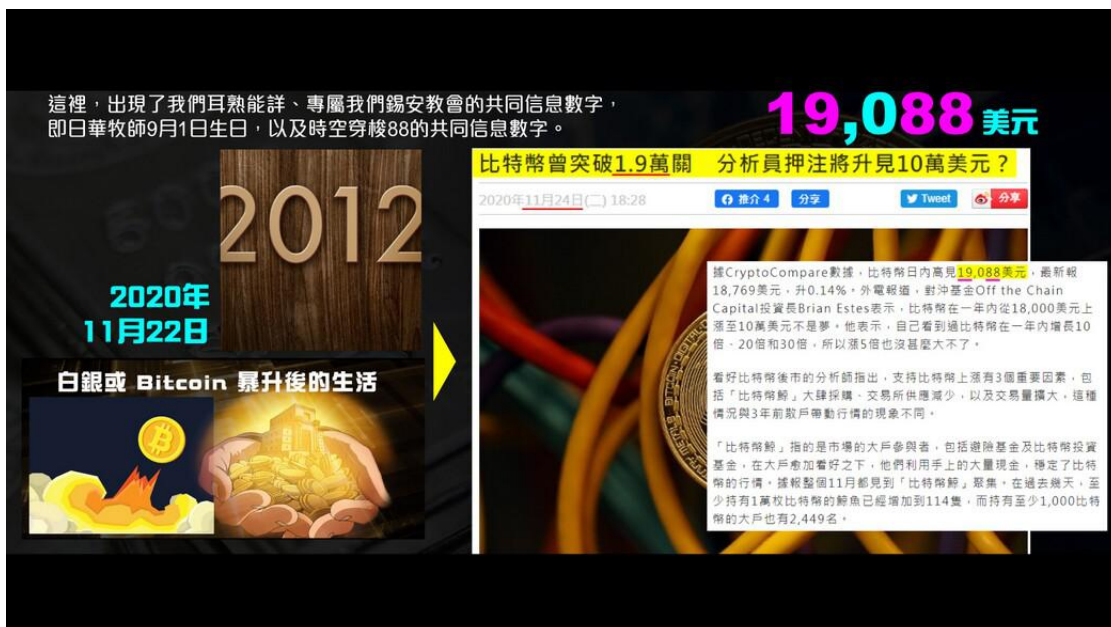 這裡，出現了我們耳熟能詳、專屬我們錫安教會的共同信息數字，
即日華牧師9月1日生日，以及時空穿梭88的共同信息數字。
19,088 美元
2012
2020年
11月22日
白銀或 Bitcoin 暴升後的生活
比特幣曾突破1.9萬關 分析員押注將升見10萬美元？
2020年11月24日(二) 18:28
推介 4
分享
Tweet
分享
據CryptoCompare數據，比特幣日內高見19,088美元，最新報
18,769美元，升0.14%。外電報道，對沖基金Off the Chain
Capital投資長Brian Estes表示，比特幣在一年內從18,000美元上
漲至10萬美元不是夢。他表示，自己看到過比特幣在一年內增長10
倍、20倍和30倍，所以漲5倍也沒甚麼大不了。
看好比特幣後市的分析師指出，支持比特幣上漲有3個重要因素，包
括「比特幣鯨」大肆採購、交易所供應減少，以及交易量擴大，這種
情況與3年前散戶帶動行情的現象不同。
「比特幣鯨」指的是市場的大戶參與者，包括避險基金及比特幣投資
基金，在大戶愈加看好之下，他們利用手上的大量現金，穩定了比特
幣的行情。據報整個11月都見到「比特幣鯨」聚集，在過去幾天，至
少持有1萬枚比特幣的鯨魚已經增加到114隻，而持有至少1,000比特
幣的大戶也有2,449名。